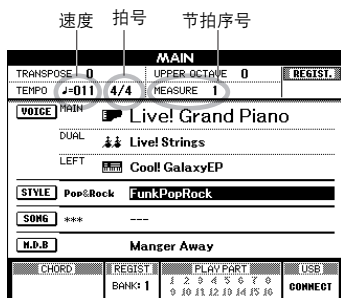 速度 拍号 节拍序号
MAIN
TRANSPOSE 0 UPPER OCTAVE 0 REGIST.
TEMPO ♩=011 4/4 MEASURE 1
VOICE MAIN Live! Grand Piano
DUAL Live! Strings
LEFT Cool! GalaxyEP
STYLE Pop&Rock FunkPopRock
SONG *** ---
M.D.B Manger Away
CHORD REGIST PLAY PART USB
BANK: 1 1 2 3 4 5 6 7 8 CONNECT
9 10 11 12 13 14 15 16